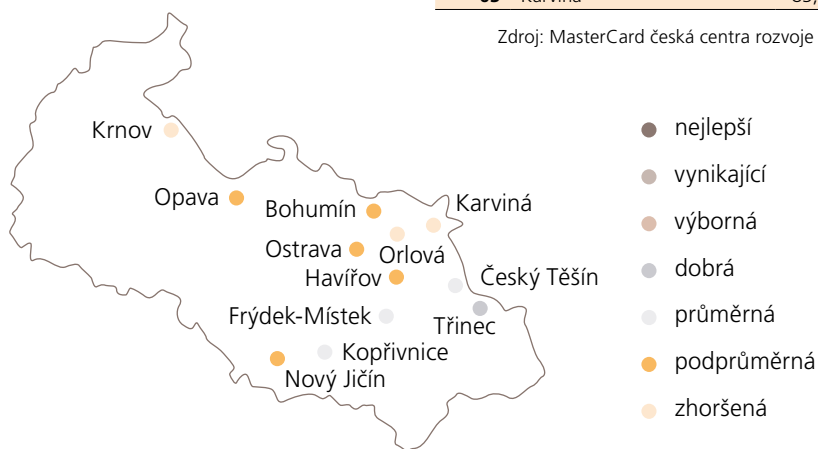 Zdroj: MasterCard česká centra rozvoje
Krnov
Opava
Bohumín
Karviná
Ostrava
Orlová
Havířov
Český Těšín
Frýdek-Místek
Třinec
Kopřivnice
Nový Jičín
nejlepší
vynikající
výborná
dobrá
průměrná
podprůměrná
zhoršená